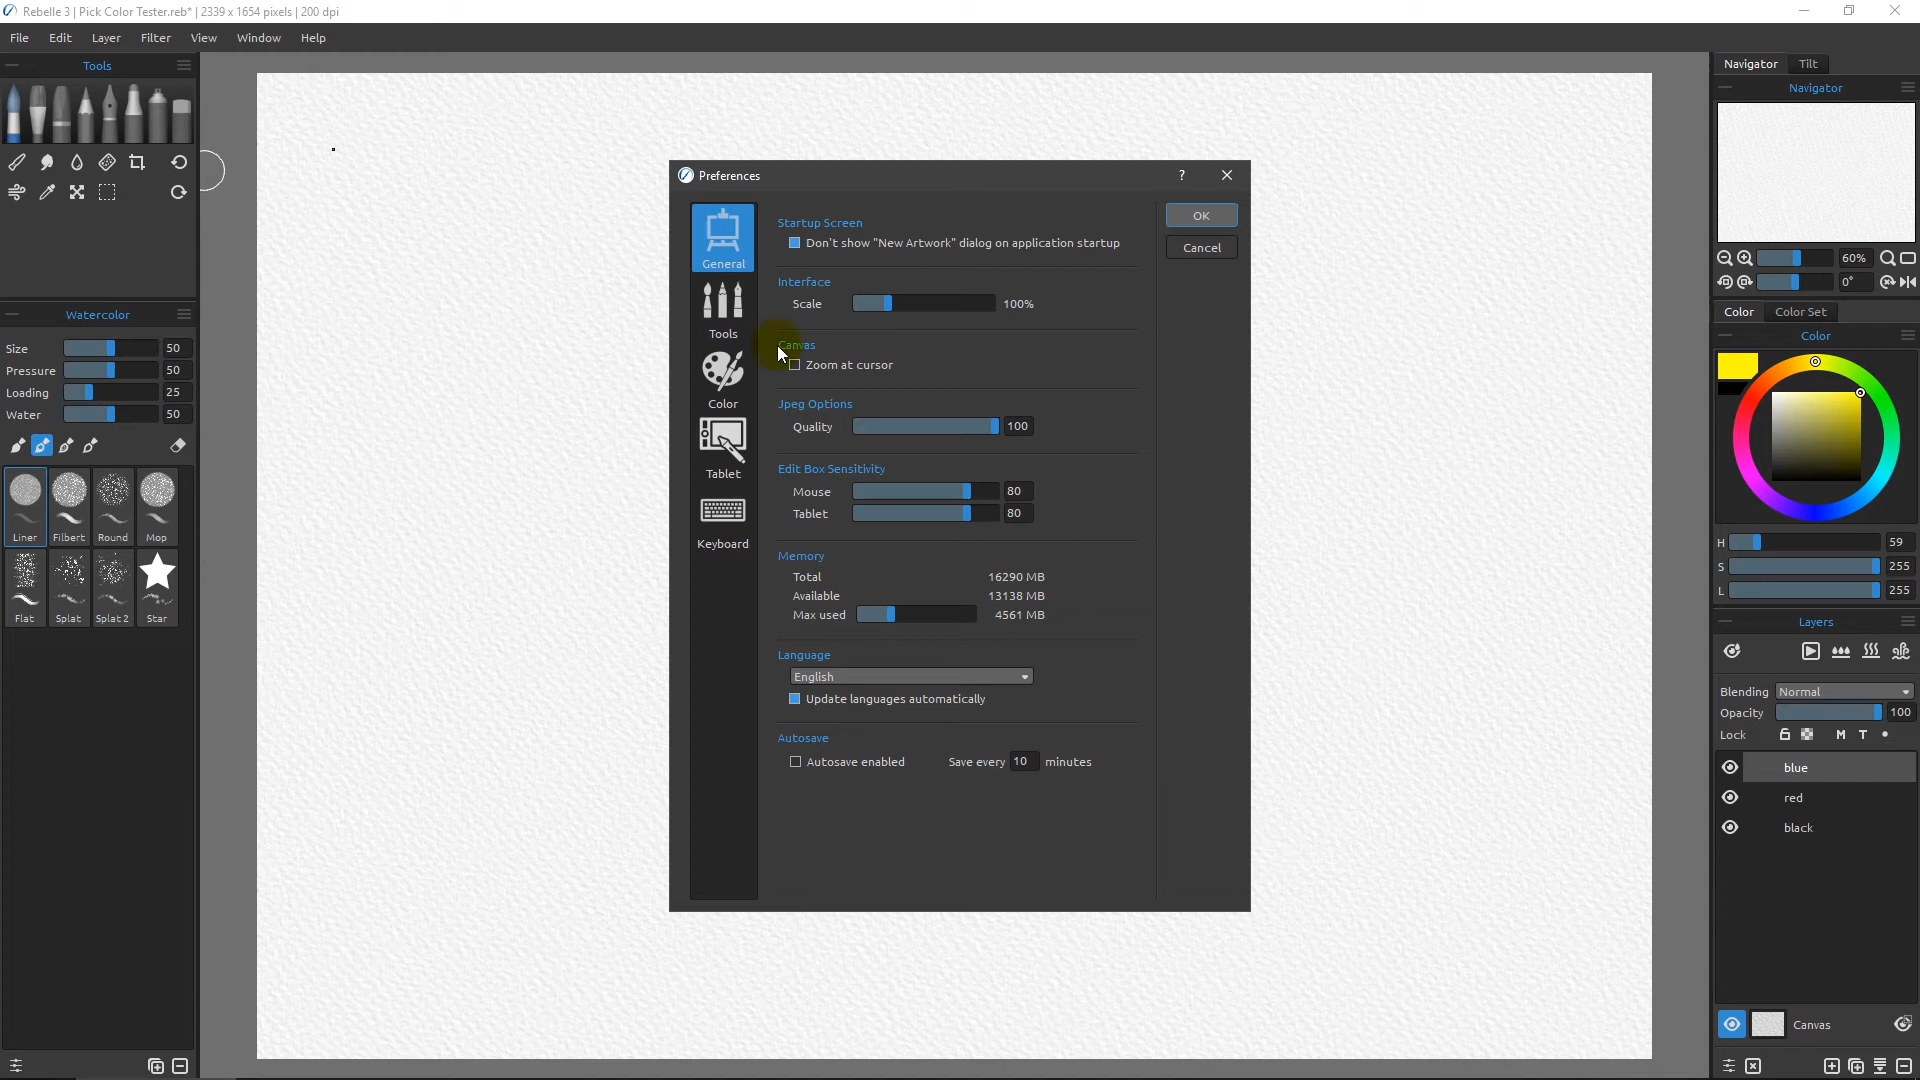 Rebelle 3 | Pick Color Tester.reb* | 2339 x 1654 pixels | 200 dpi
File Edit Layer Filter View Window Help
Tools
Watercolor
Size 50
Pressure 50
Loading 25
Water 50
Liner Filbert Round Mop
Flat Splat Splat 2 Star
Preferences
General
Tools
Color
Tablet
Keyboard
Startup Screen
Don't show "New Artwork" dialog on application startup
Interface
Scale 100%
Canvas
Zoom at cursor
Jpeg Options
Quality 100
Edit Box Sensitivity
Mouse 80
Tablet 80
Memory
Total 16290 MB
Available 13138 MB
Max used 4561 MB
Language
English
Update languages automatically
Autosave
Autosave enabled Save every 10 minutes
OK
Cancel
Navigator Tilt
Navigator
60%
0°
Color Color Set
Color
H 59
S 255
L 255
Layers
Blending Normal
Opacity 100
Lock M T
blue
red
black
Canvas